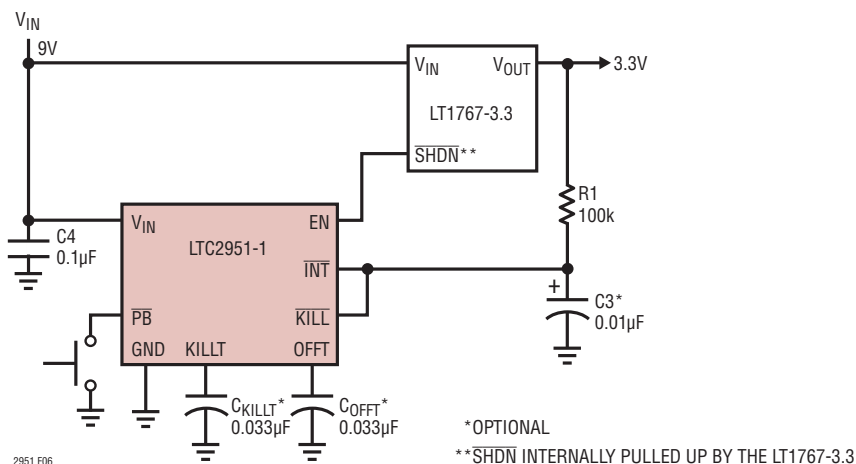 VIN
9V
VIN
VOUT
3.3V
LT1767-3.3
SHDN**
R1
100k
VIN
EN
LTC2951-1
C4
0.1µF
INT
+
C3*
0.01µF
PB
KILL
GND
KILLT
OFFT
CKILLT*
0.033µF
COFFT*
0.033µF
*OPTIONAL
**SHDN INTERNALLY PULLED UP BY THE LT1767-3.3
2951 F06